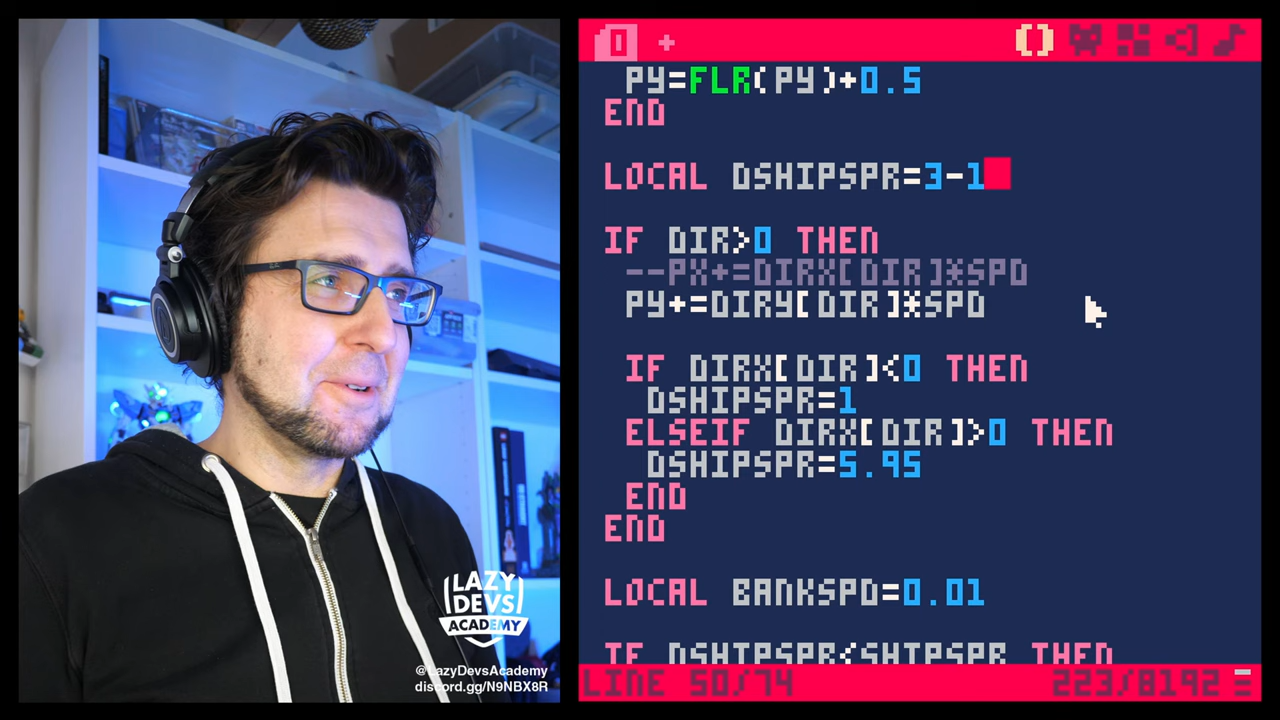 0 +
PY=FLR(PY)+0.5
END
LOCAL DSHIPSPR=3-1
IF DIR>0 THEN
--PX+=DIRX[DIR]*SPD
PY+=DIRY[DIR]*SPD
IF DIRX[DIR]<0 THEN
DSHIPSPR=1
ELSEIF DIRX[DIR]>0 THEN
DSHIPSPR=5.95
END
END
LOCAL BANKSPD=0.01
IF DSHIPSPR<SHIPSPR THEN
LINE 50/74 223/8192
LAZY
DEVS
ACADEMY
@LazyDevsAcademy
discord.gg/N9NBX8R